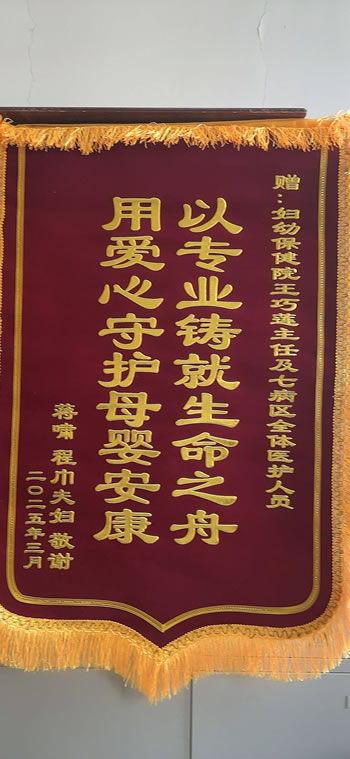 赠:妇幼保健院王巧莲主任及七病区全体医护人员
以专业铸就生命之舟
用爱心守护母婴安康
蒋啸 程巾夫妇 敬谢
二〇二五年三月